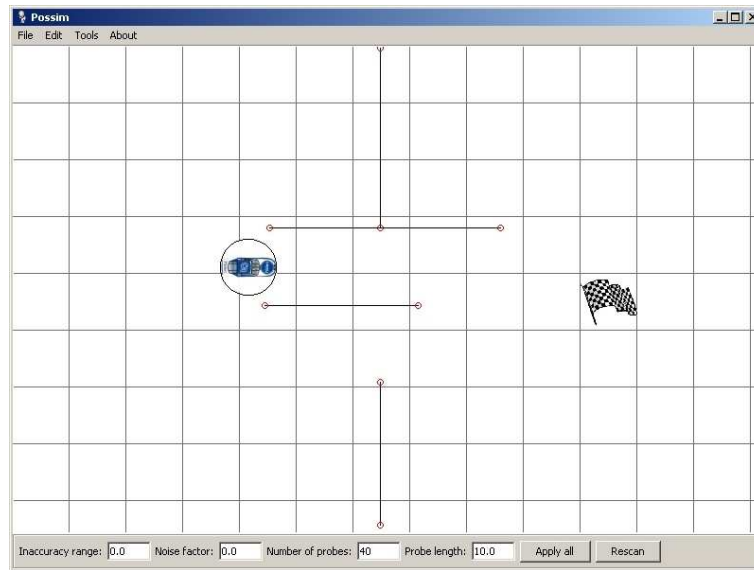 Possim
File Edit Tools About
Inaccuracy range: 0.0 Noise factor: 0.0 Number of probes: 40 Probe length: 10.0 Apply all Rescan